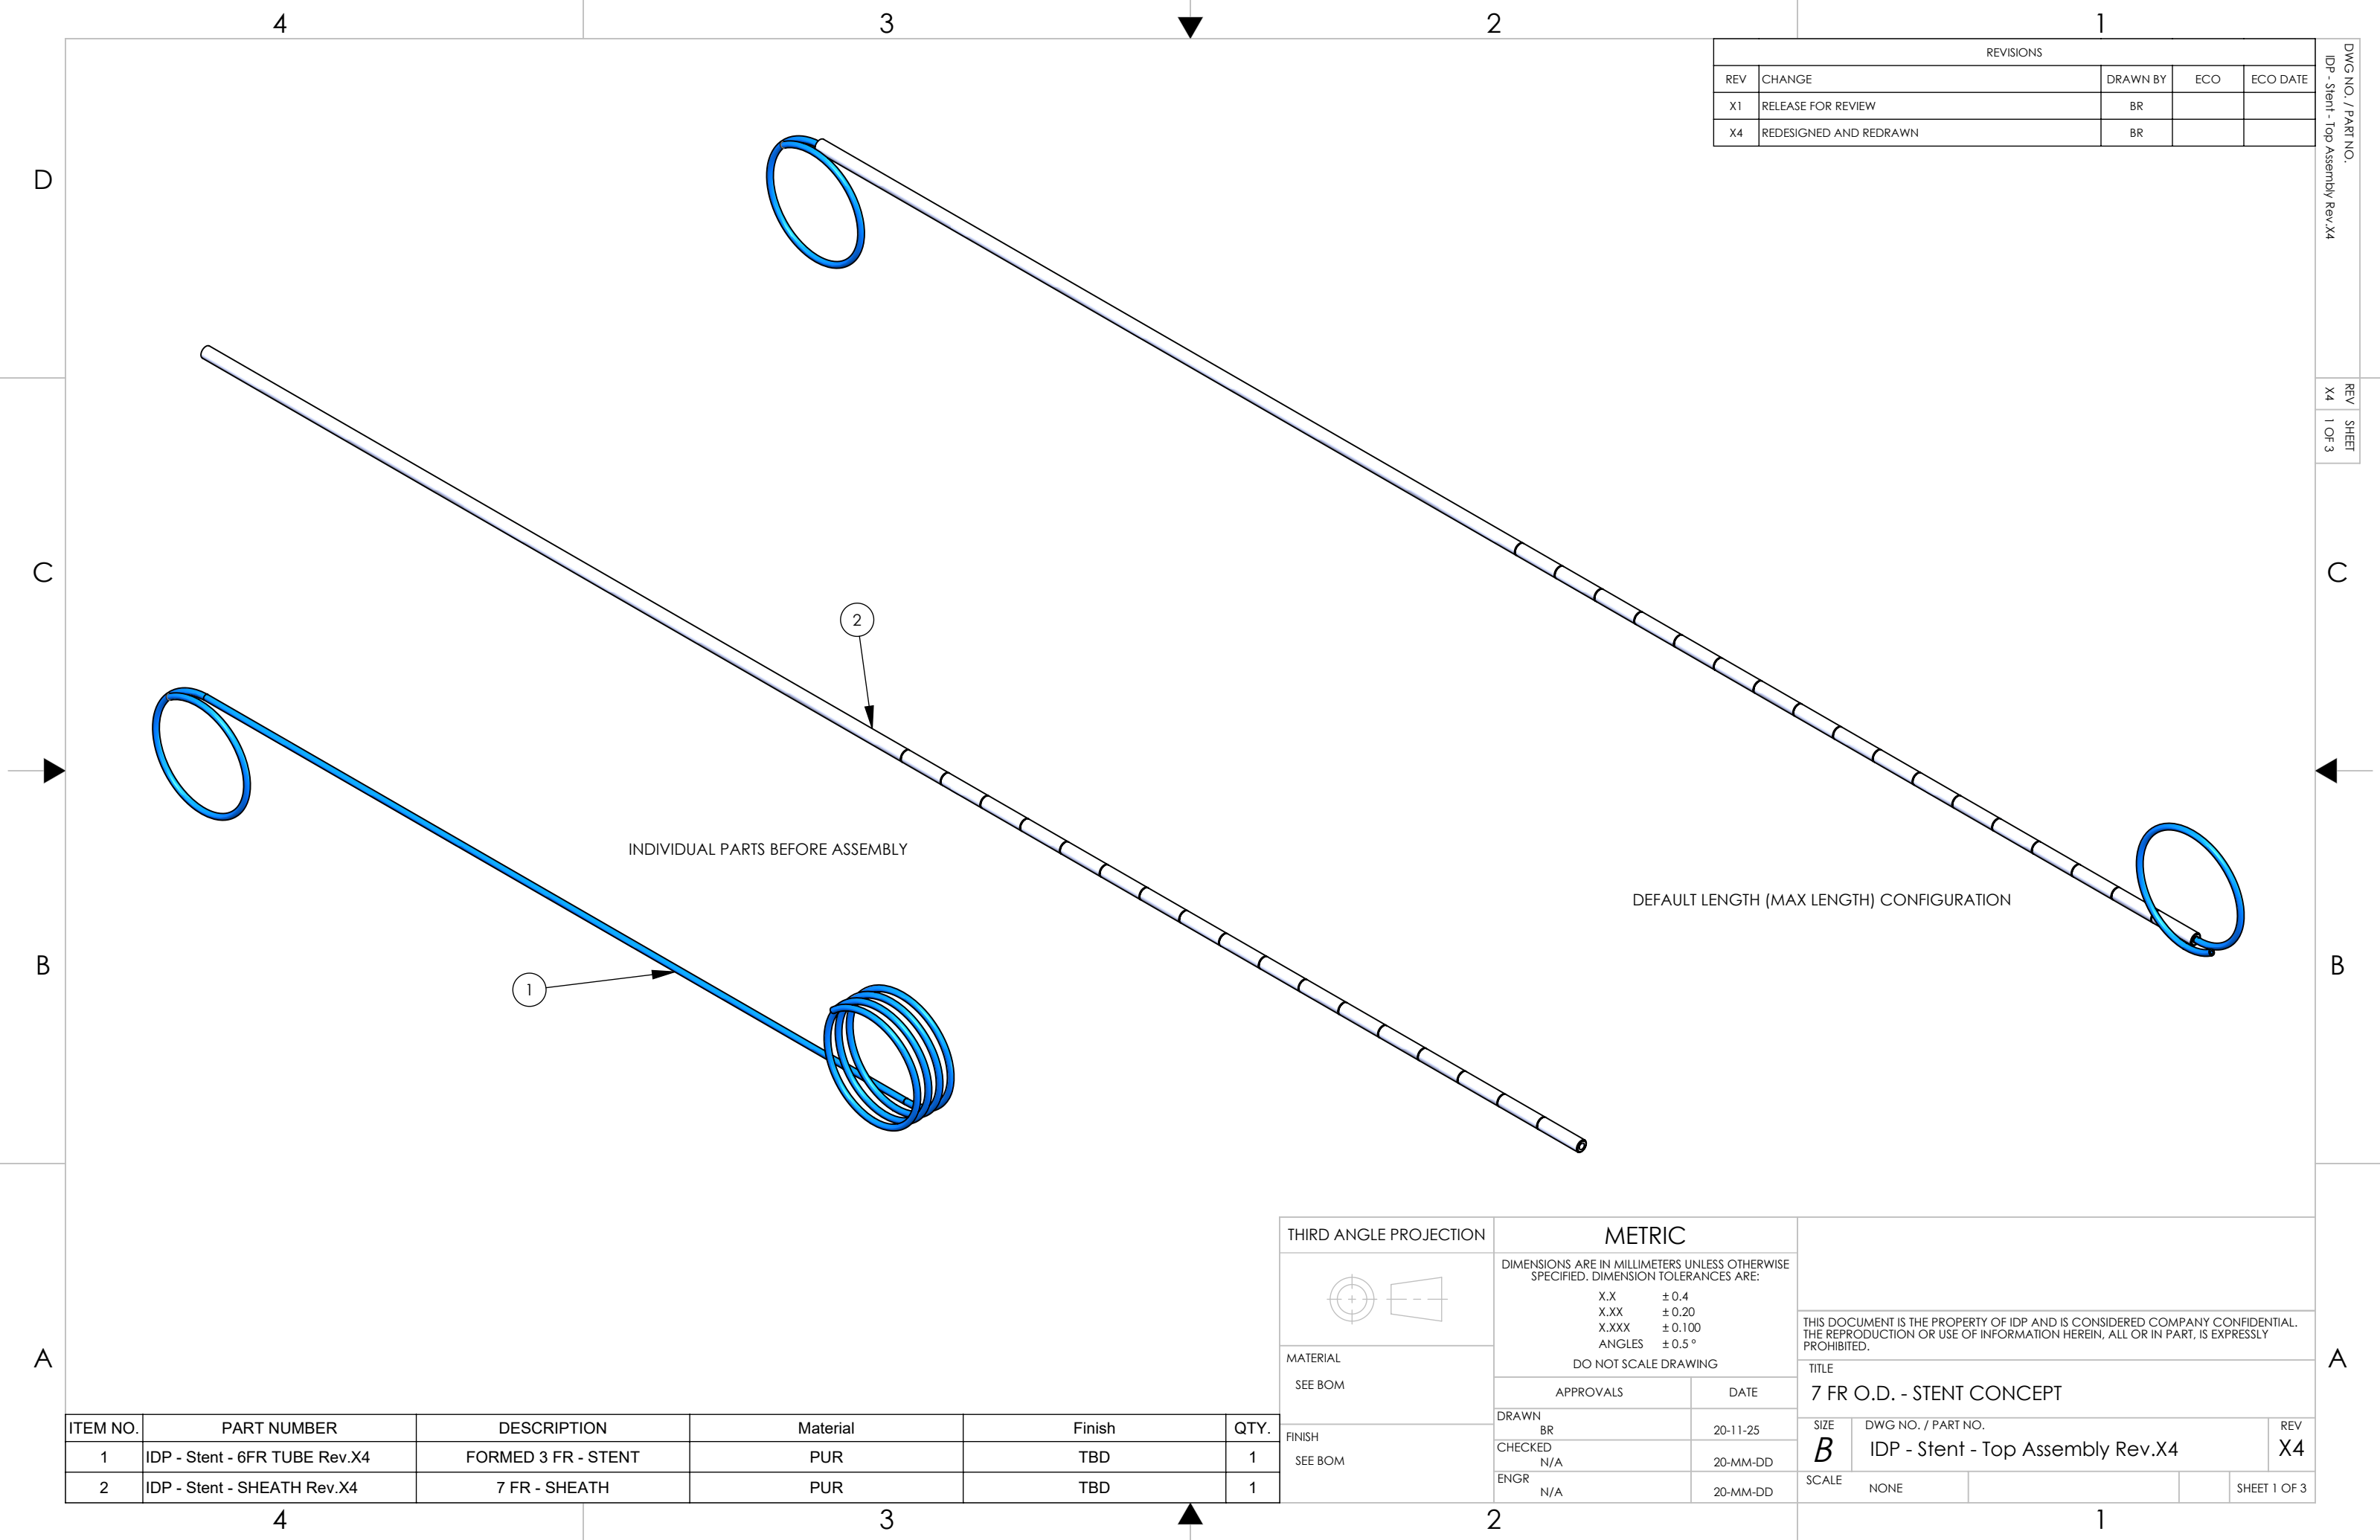 4 3 2 1
REVISIONS
REV CHANGE DRAWN BY ECO ECO DATE
X1 RELEASE FOR REVIEW BR
X4 REDESIGNED AND REDRAWN BR
DWG NO. / PART NO.
IDP - Stent - Top Assembly Rev.X4
REV SHEET
X4 1 OF 3
D
C C
2
INDIVIDUAL PARTS BEFORE ASSEMBLY
DEFAULT LENGTH (MAX LENGTH) CONFIGURATION
B B
1
THIRD ANGLE PROJECTION
METRIC
DIMENSIONS ARE IN MILLIMETERS UNLESS OTHERWISE
SPECIFIED. DIMENSION TOLERANCES ARE:
X.X ± 0.4
X.XX ± 0.20
X.XXX ± 0.100
ANGLES ± 0.5 °
DO NOT SCALE DRAWING
MATERIAL
SEE BOM
FINISH
SEE BOM
APPROVALS DATE
DRAWN
BR 20-11-25
CHECKED
N/A 20-MM-DD
ENGR
N/A 20-MM-DD
THIS DOCUMENT IS THE PROPERTY OF IDP AND IS CONSIDERED COMPANY CONFIDENTIAL.
THE REPRODUCTION OR USE OF INFORMATION HEREIN, ALL OR IN PART, IS EXPRESSLY
PROHIBITED.
TITLE
7 FR O.D. - STENT CONCEPT
SIZE DWG NO. / PART NO. REV
B IDP - Stent - Top Assembly Rev.X4 X4
SCALE NONE SHEET 1 OF 3
A A
ITEM NO. PART NUMBER DESCRIPTION Material Finish QTY.
1 IDP - Stent - 6FR TUBE Rev.X4 FORMED 3 FR - STENT PUR TBD 1
2 IDP - Stent - SHEATH Rev.X4 7 FR - SHEATH PUR TBD 1
4 3 2 1